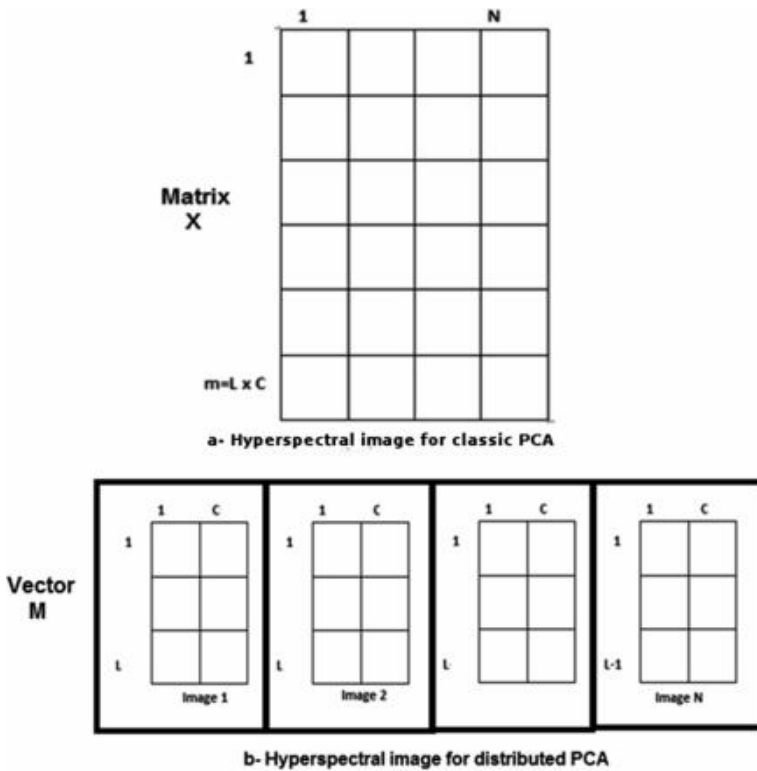 1 N
1
Matrix
X
m=L x C
a- Hyperspectral image for classic PCA
1 C 1 C 1 C 1 C
1 1 1 1
Vector
M
L L L L-1
Image 1 Image 2 Image N
b- Hyperspectral image for distributed PCA